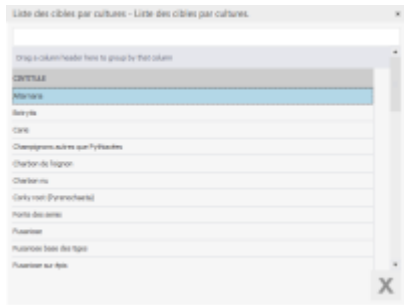 Liste des cibles par cultures - Liste des cibles par cultures.
Drag a column header here to group by that column
Alternaria
Botrytis
Carie
Champignons autres que Pythiacées
Charbon de l'oignon
Charbon nu
Corky root (Pyrenochaeta)
Fonte des semis
Fusariose
Fusariose base des tiges
Fusariose sur épis
X